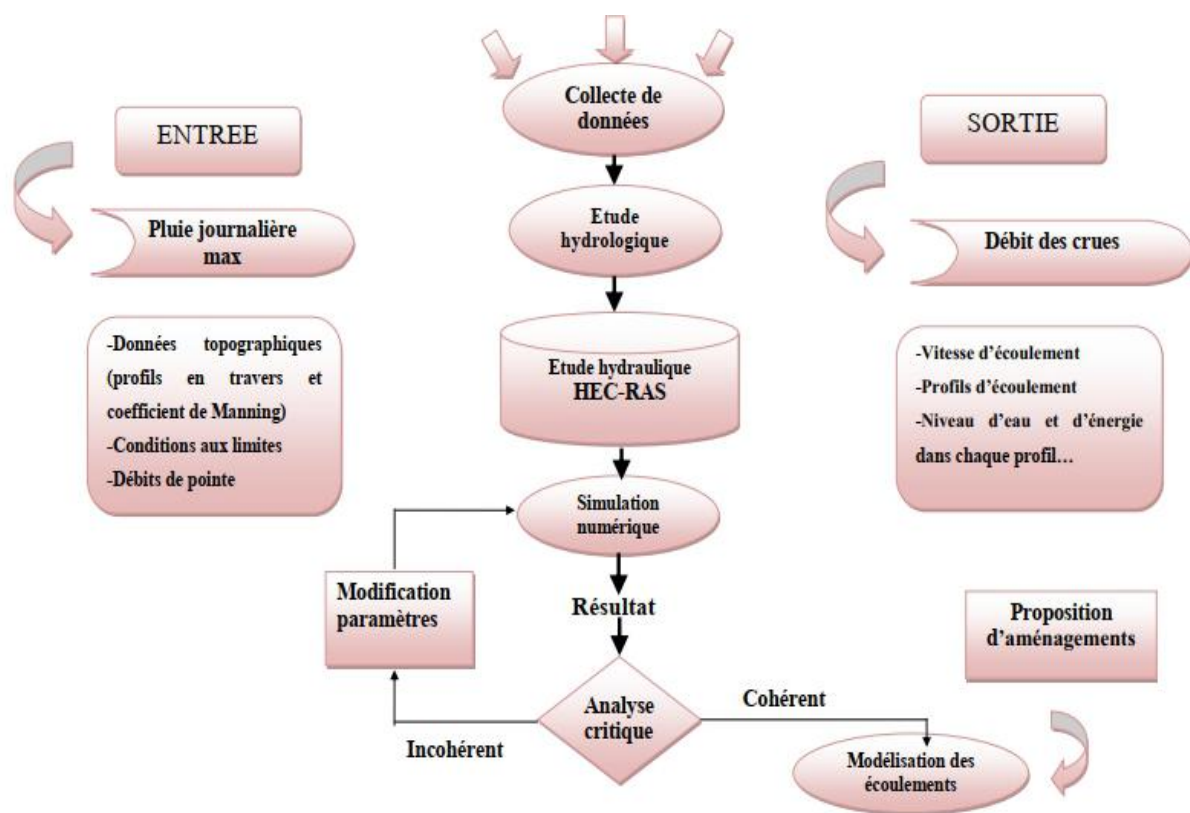 Collecte de
données
ENTREE
SORTIE
Pluie journalière
max
Etude
hydrologique
Débit des crues
-Données topographiques
(profils en travers et
coefficient de Manning)
-Conditions aux limites
-Débits de pointe
Etude hydraulique
HEC-RAS
-Vitesse d’écoulement
-Profils d’écoulement
-Niveau d’eau et d’énergie
dans chaque profil…
Simulation
numérique
Modification
paramètres
Résultat
Proposition
d’aménagements
Analyse
critique
Cohérent
Incohérent
Modélisation des
écoulements